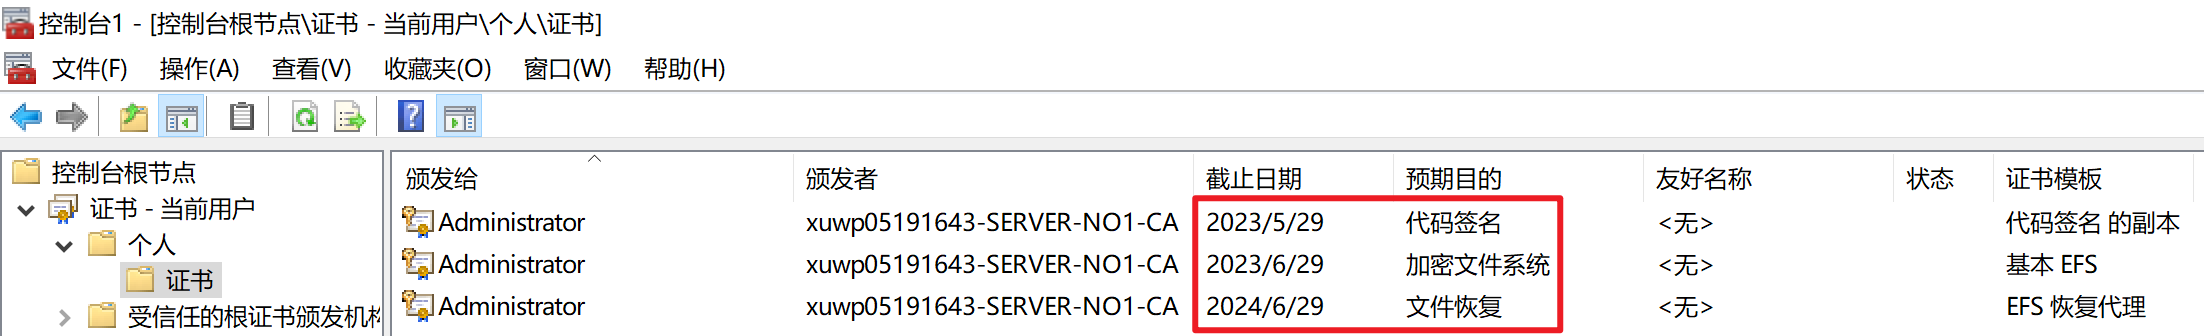 控制台1 - [控制台根节点\证书 - 当前用户\个人\证书]
文件(F) 操作(A) 查看(V) 收藏夹(O) 窗口(W) 帮助(H)
控制台根节点
证书 - 当前用户
个人
证书
受信任的根证书颁发机构
颁发给 颁发者 截止日期 预期目的 友好名称 状态 证书模板
Administrator xuwp05191643-SERVER-NO1-CA 2023/5/29 代码签名 <无> 代码签名 的副本
Administrator xuwp05191643-SERVER-NO1-CA 2023/6/29 加密文件系统 <无> 基本 EFS
Administrator xuwp05191643-SERVER-NO1-CA 2024/6/29 文件恢复 <无> EFS 恢复代理